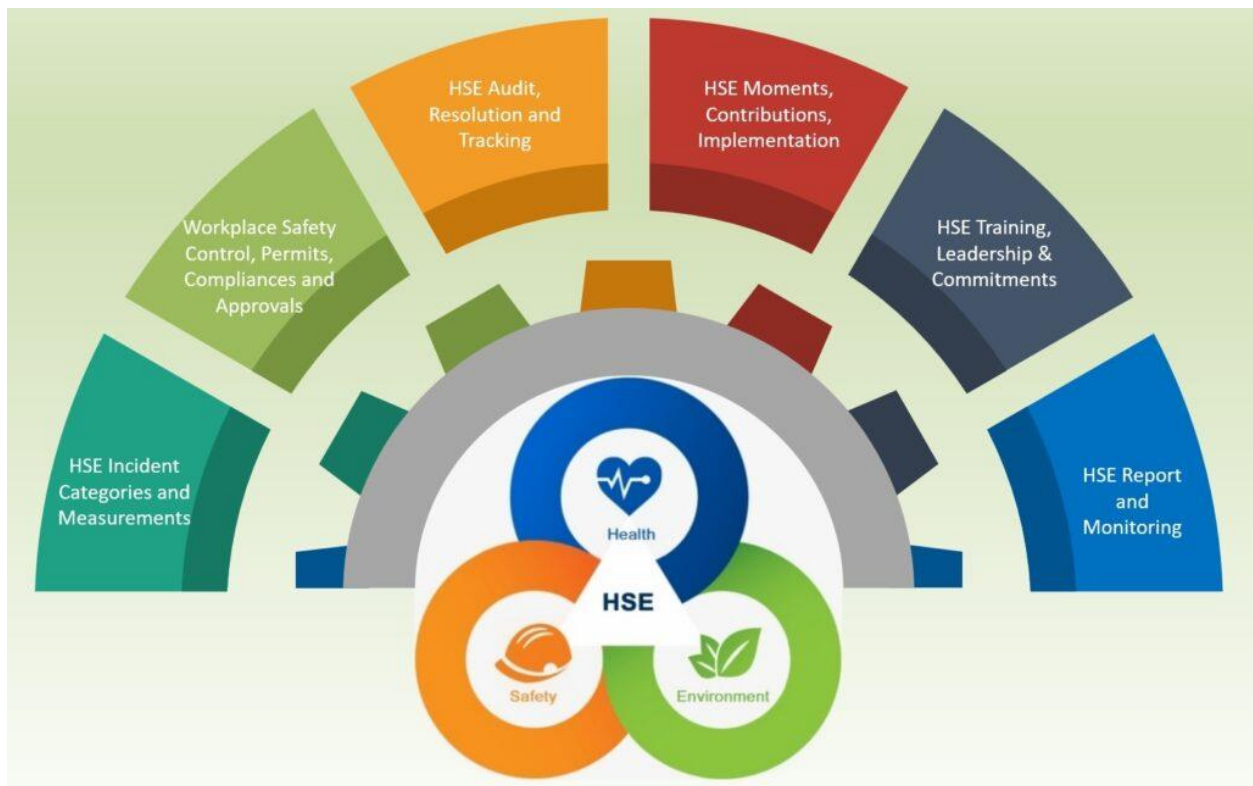 HSE Incident
Categories and
Measurements
Workplace Safety
Control, Permits,
Compliances and
Approvals
HSE Audit,
Resolution and
Tracking
HSE Moments,
Contributions,
Implementation
HSE Training,
Leadership &
Commitments
HSE Report
and
Monitoring
Health
HSE
Safety
Environment